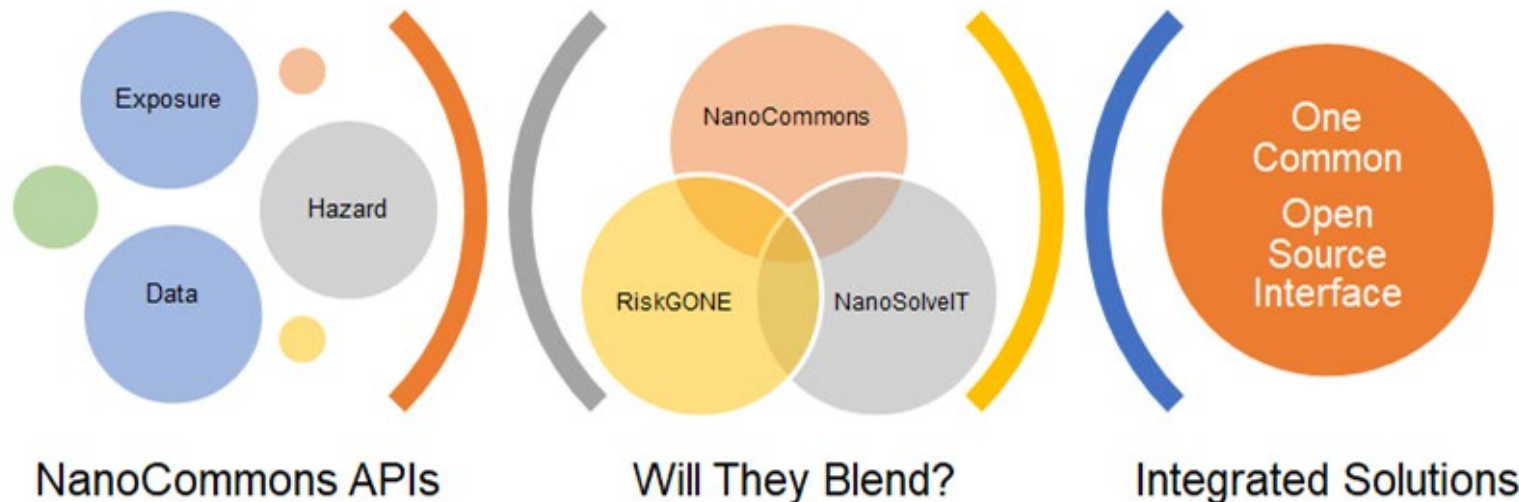 Exposure
Hazard
Data
NanoCommons APIs
NanoCommons
RiskGONE
NanoSolveIT
Will They Blend?
One
Common
Open
Source
Interface
Integrated Solutions